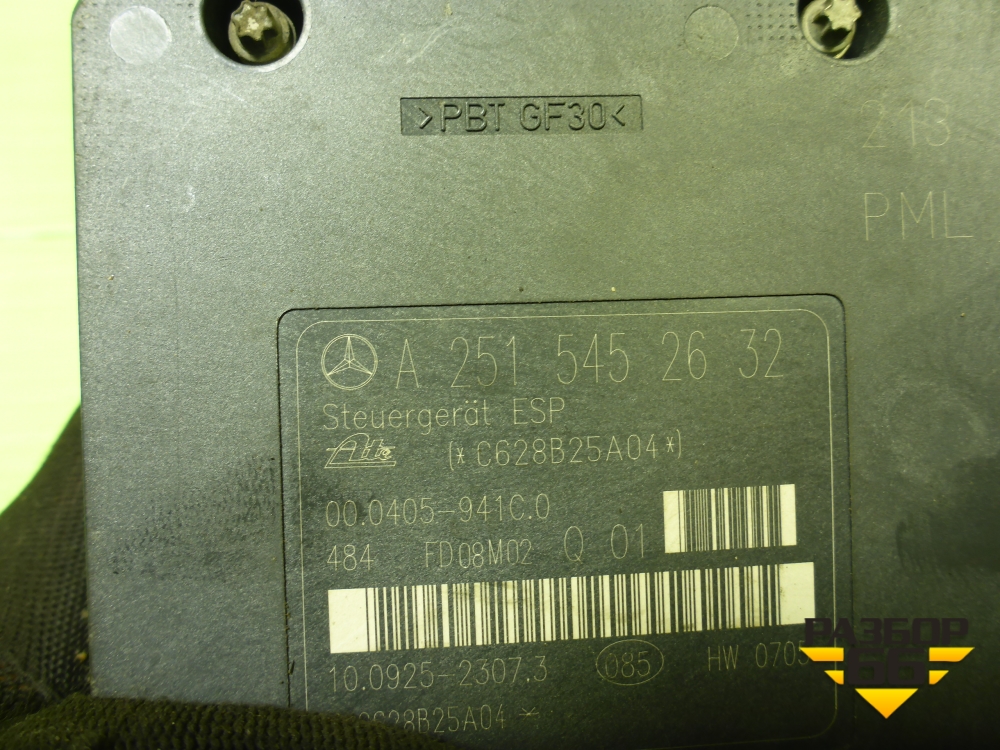 >PBT GF30<
213
PML
A 251 545 26 32
Steuergerät ESP
Ate (*C628B25A04*)
00.0405-941C.0
484 FD08M02 Q 01
10.0925-2307.3 085 HW
C628B25A04 *
РАЗБОР
66